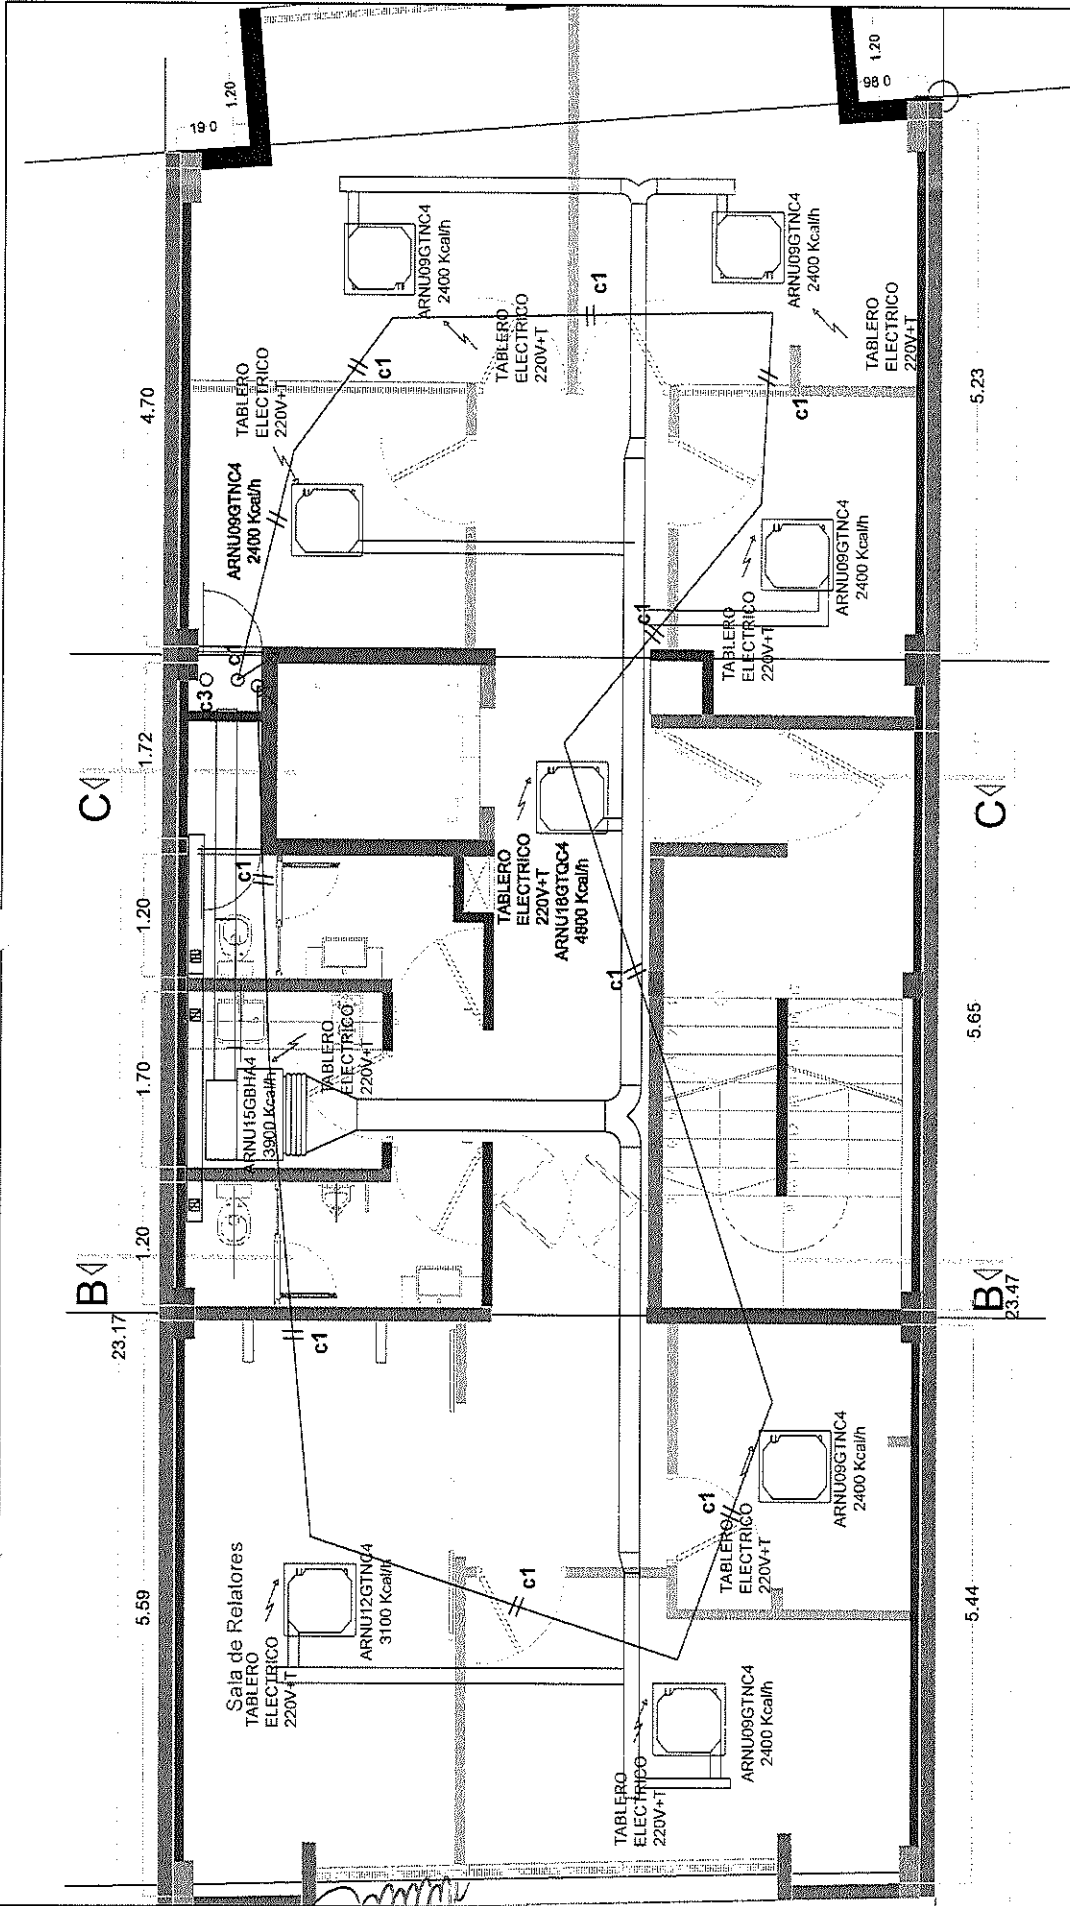 1.20
19 0
1.20
98 0
ARNU09GTNC4
2400 Kcal/h
TABLERO
ELECTRICO
220V+T
ARNU09GTNC4
2400 Kcal/h
TABLERO
ELECTRICO
220V+T
c1
c1
c1
TABLERO
ELECTRICO
220V+T
ARNU09GTNC4
2400 Kcal/h
4.70
5.23
ARNU09GTNC4
2400 Kcal/h
TABLERO
ELECTRICO
220V+T
c1
c1
c3
1.72
C
C
TABLERO
ELECTRICO
220V+T
ARNU18GTQC4
4800 Kcal/h
c1
c1
1.20
1.70
5.65
ARNU15GBHA4
3900 Kcal/h
TABLERO
ELECTRICO
220V+T
1.20
B
B
23.17
23.47
c1
5.59
5.44
Sala de Relatores
TABLERO
ELECTRICO
220V+T
ARNU12GTNC4
3100 Kcal/h
c1
c1
TABLERO
ELECTRICO
220V+T
ARNU09GTNC4
2400 Kcal/h
TABLERO
ELECTRICO
220V+T
ARNU09GTNC4
2400 Kcal/h